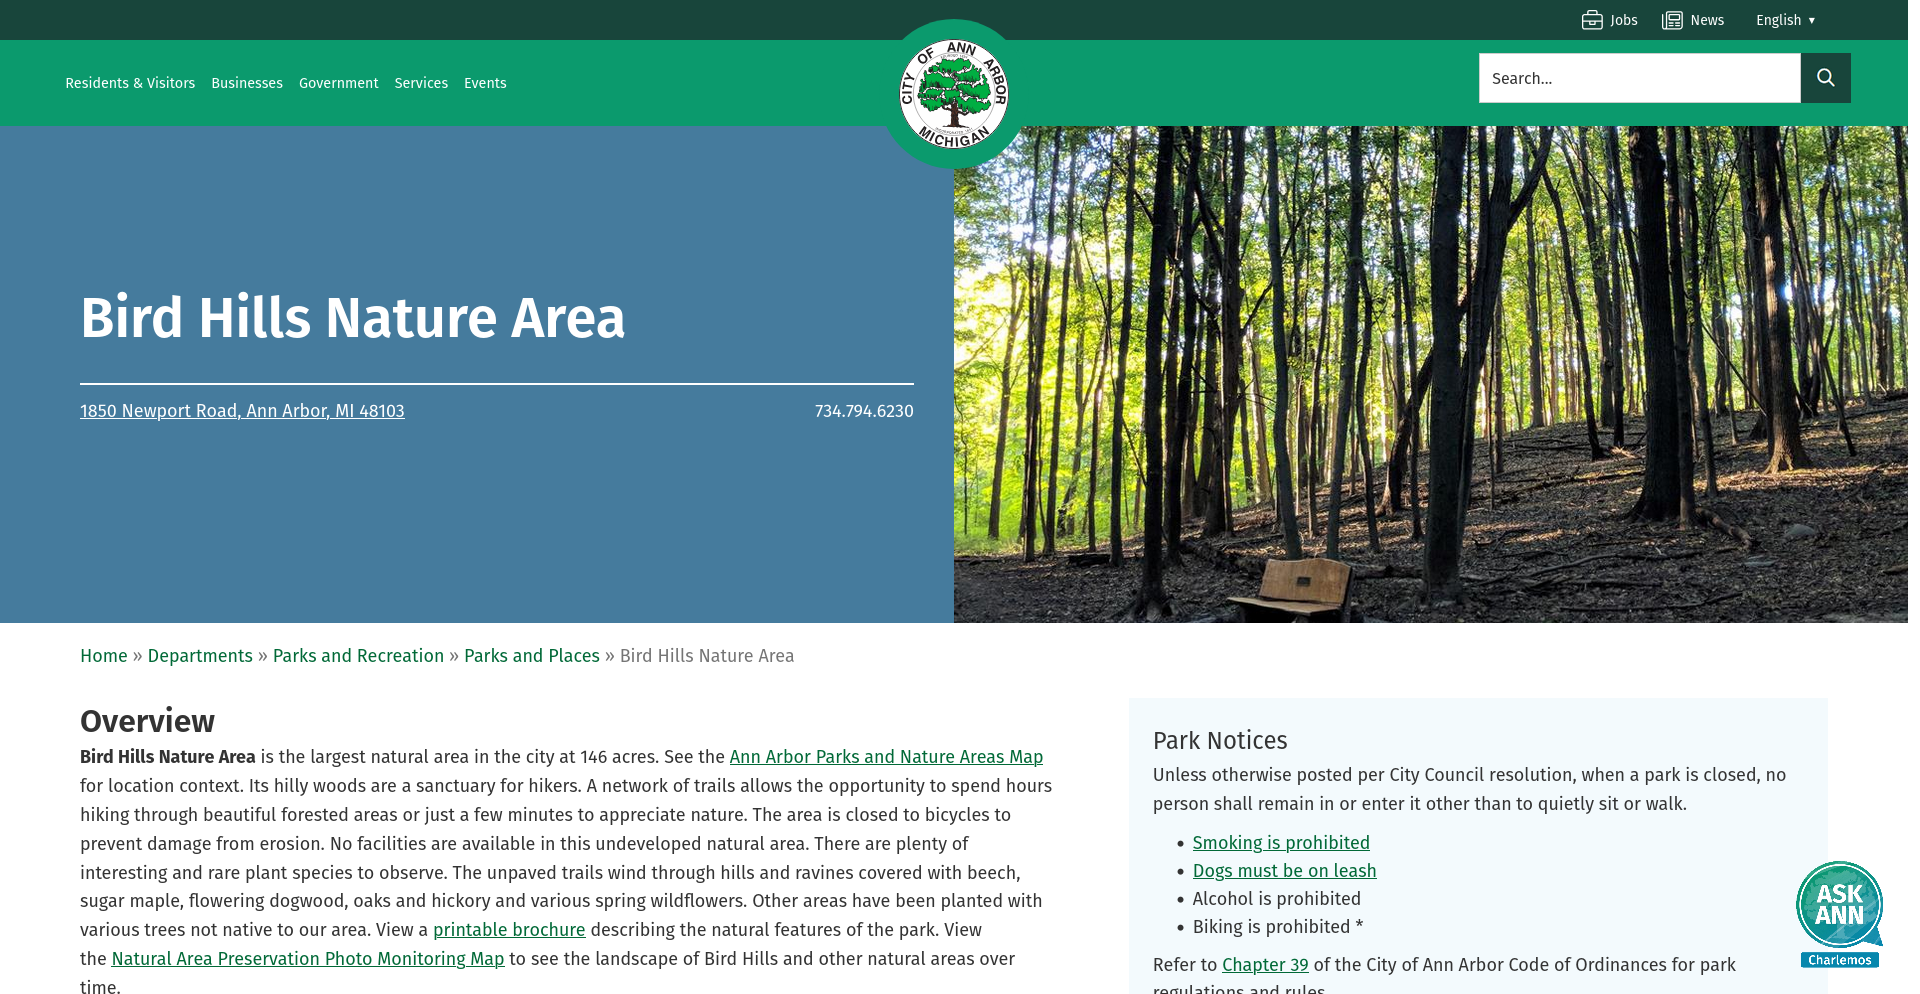 Jobs
News
English ▼
Residents & Visitors
Businesses
Government
Services
Events
CITY OF ANN ARBOR
MICHIGAN
Search...
Bird Hills Nature Area
1850 Newport Road, Ann Arbor, MI 48103
734.794.6230
Home » Departments » Parks and Recreation » Parks and Places » Bird Hills Nature Area
Overview
Bird Hills Nature Area is the largest natural area in the city at 146 acres. See the Ann Arbor Parks and Nature Areas Map
for location context. Its hilly woods are a sanctuary for hikers. A network of trails allows the opportunity to spend hours
hiking through beautiful forested areas or just a few minutes to appreciate nature. The area is closed to bicycles to
prevent damage from erosion. No facilities are available in this undeveloped natural area. There are plenty of
interesting and rare plant species to observe. The unpaved trails wind through hills and ravines covered with beech,
sugar maple, flowering dogwood, oaks and hickory and various spring wildflowers. Other areas have been planted with
various trees not native to our area. View a printable brochure describing the natural features of the park. View
the Natural Area Preservation Photo Monitoring Map to see the landscape of Bird Hills and other natural areas over
time.
Park Notices
Unless otherwise posted per City Council resolution, when a park is closed, no
person shall remain in or enter it other than to quietly sit or walk.
• Smoking is prohibited
• Dogs must be on leash
• Alcohol is prohibited
• Biking is prohibited *
Refer to Chapter 39 of the City of Ann Arbor Code of Ordinances for park
regulations and rules
ASK
ANN
Charlemos